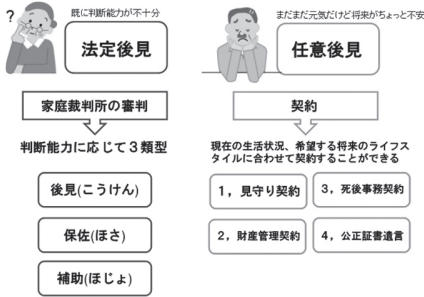 ?
既に判断能力が不十分
法定後見
家庭裁判所の審判
判断能力に応じて３類型
後見(こうけん)
保佐(ほさ)
補助(ほじょ)
まだまだ元気だけど将来がちょっと不安
任意後見
契約
現在の生活状況、希望する将来のライフス
タイルに合わせて契約することができる
1，見守り契約
3，死後事務契約
2，財産管理契約
4，公正証書遺言